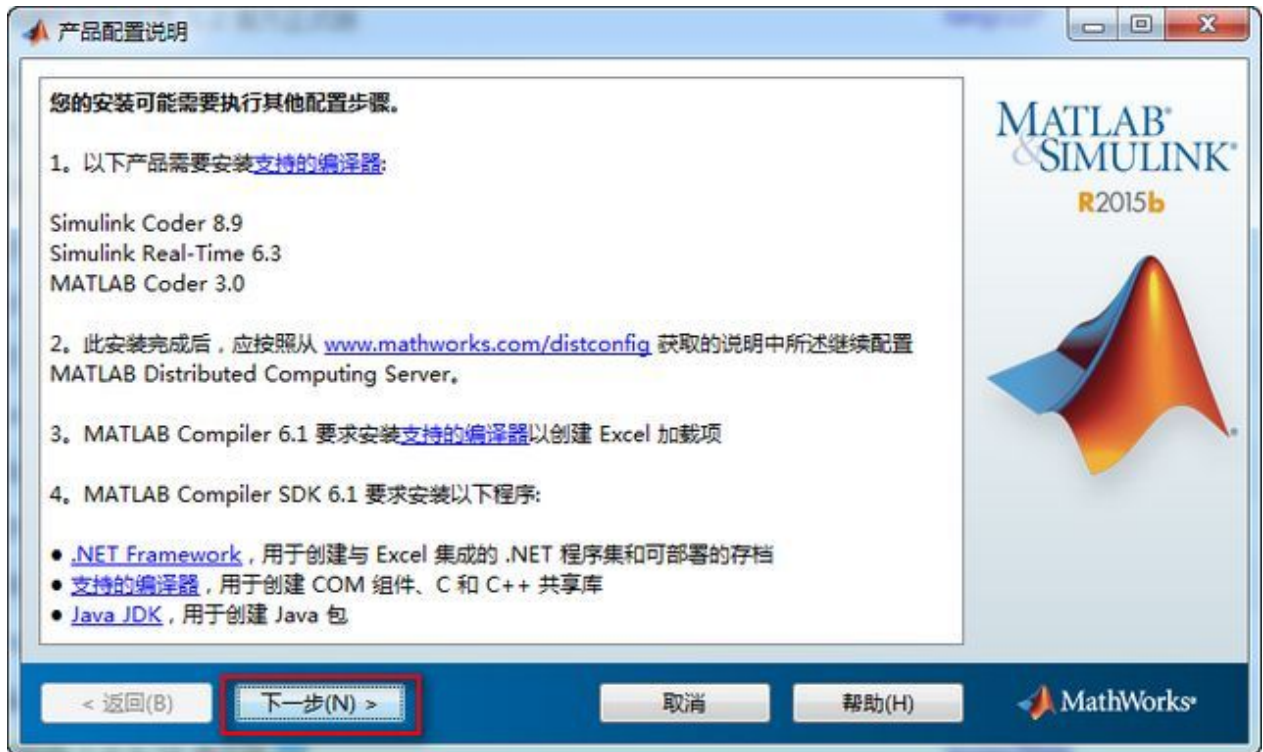 产品配置说明
您的安装可能需要执行其他配置步骤。
1。以下产品需要安装支持的编译器:
Simulink Coder 8.9
Simulink Real-Time 6.3
MATLAB Coder 3.0
2。此安装完成后，应按照从 www.mathworks.com/distconfig 获取的说明中所述继续配置
MATLAB Distributed Computing Server。
3。MATLAB Compiler 6.1 要求安装支持的编译器以创建 Excel 加载项
4。MATLAB Compiler SDK 6.1 要求安装以下程序:
● .NET Framework，用于创建与 Excel 集成的 .NET 程序集和可部署的存档
● 支持的编译器，用于创建 COM 组件、C 和 C++ 共享库
● Java JDK，用于创建 Java 包
MATLAB®
&SIMULINK®
R2015b
< 返回(B)
下一步(N) >
取消
帮助(H)
MathWorks®